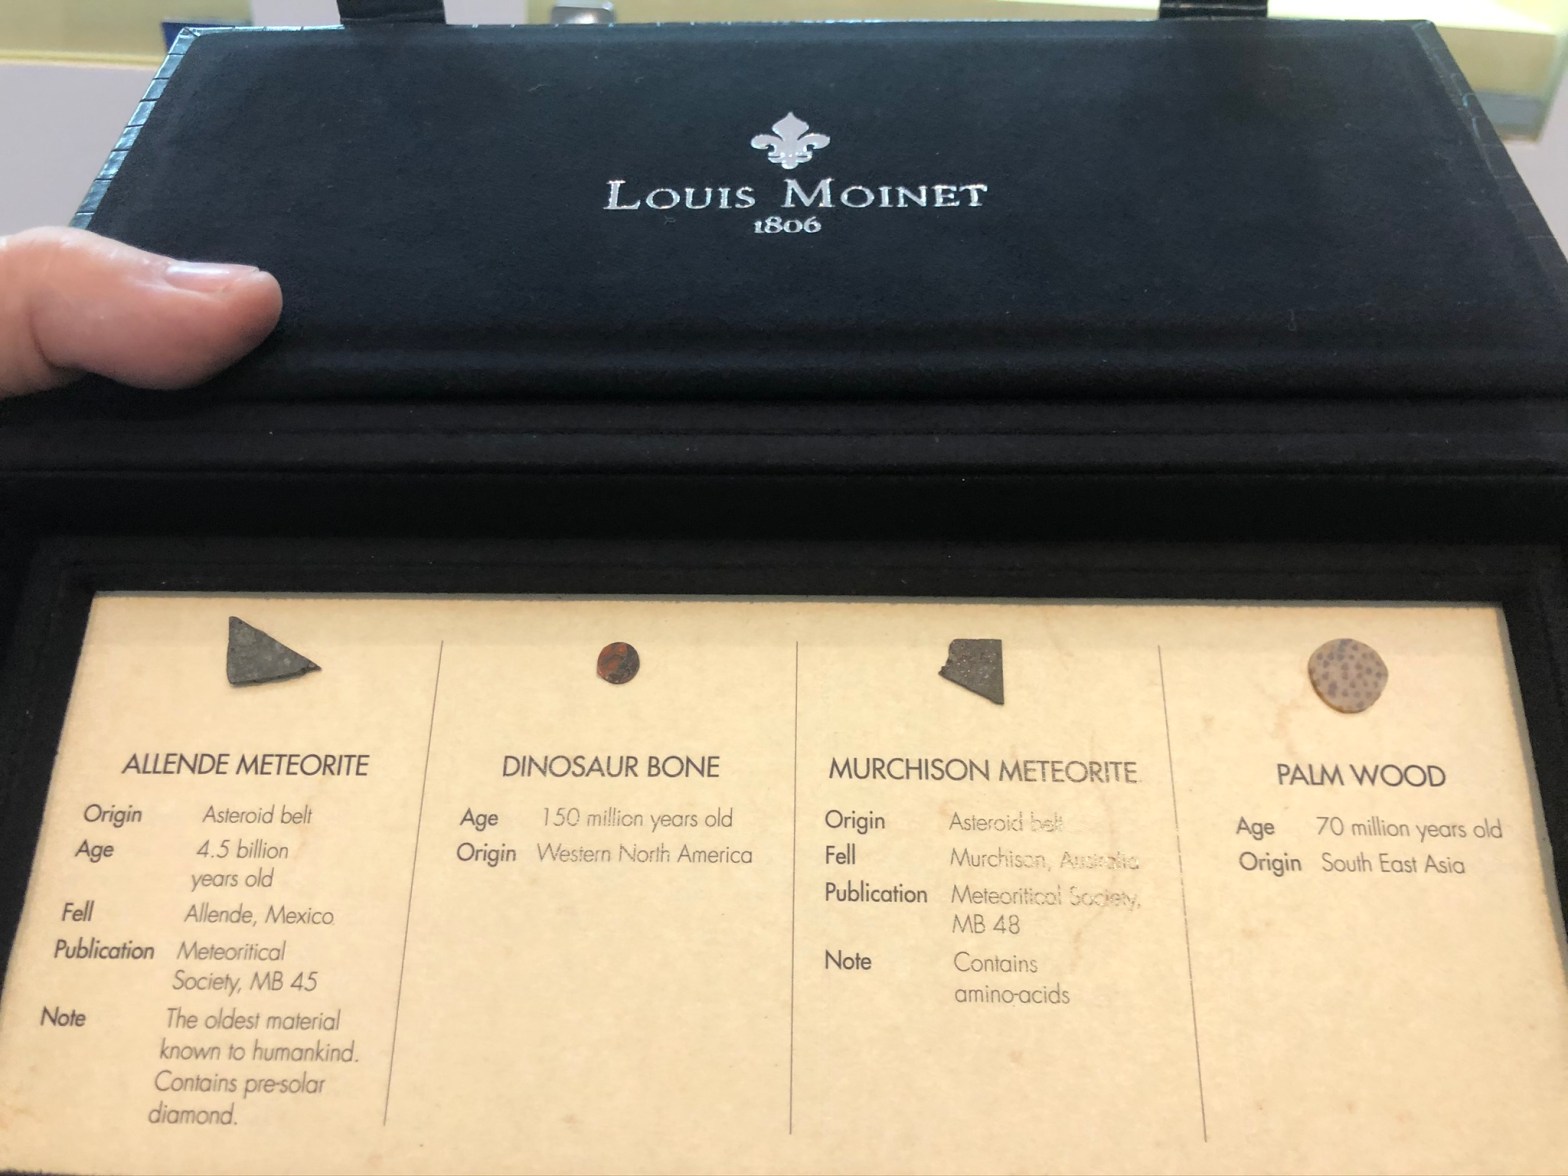 LOUIS MOINET
1806
ALLENDE METEORITE
Origin Asteroid belt
Age 4.5 billion
years old
Fell Allende, Mexico
Publication Meteoritical
Society, MB 45
Note The oldest material
known to humankind.
Contains pre-solar
diamond.
DINOSAUR BONE
Age 150 million years old
Origin Western North America
MURCHISON METEORITE
Origin Asteroid belt
Fell Murchison, Australia
Publication Meteoritical Society,
MB 48
Note Contains
amino-acids
PALM WOOD
Age 70 million years old
Origin South East Asia